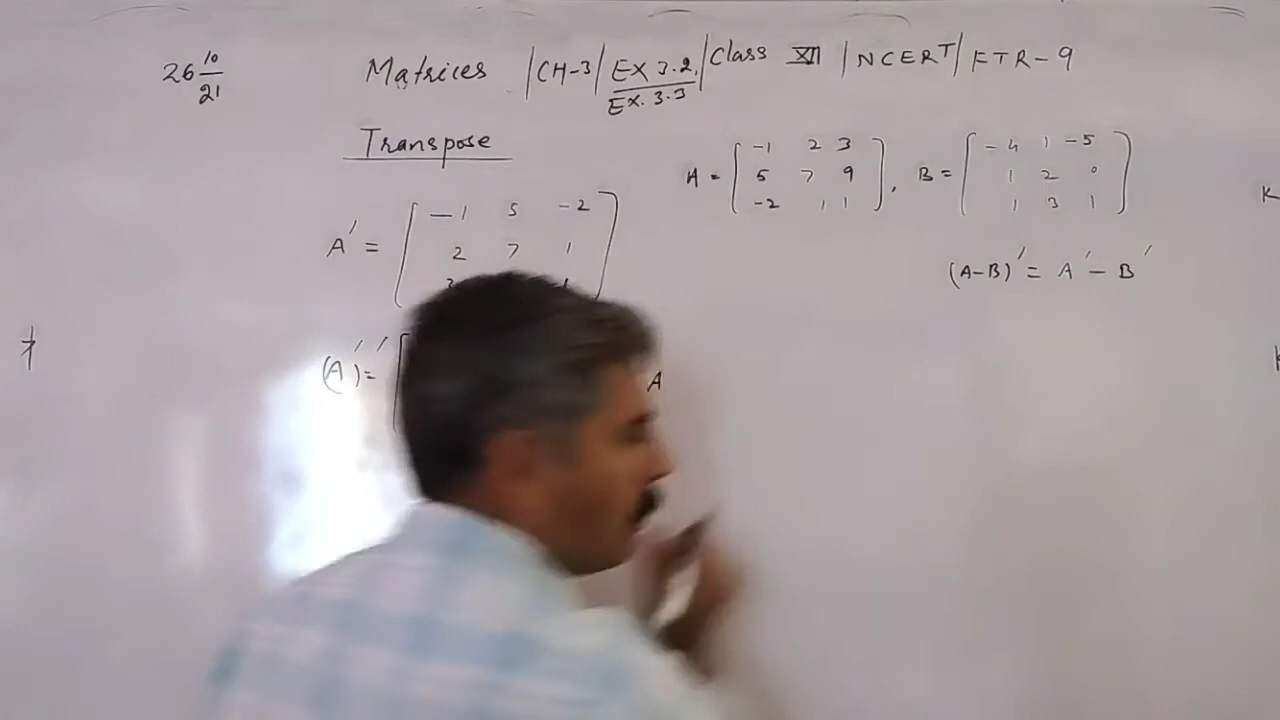 26 10/21
Matrices | CH-3 | EX 3.2, | Class XII | NCERT | FTR-9
EX. 3.3
Transpose
A = [ -1 2 3
5 7 9
-2 1 1 ] , B = [ -4 1 -5
1 2 0
1 3 1 ]
A' = [ -1 5 -2
2 7 1
(A-B)' = A' - B'
(A')' = [
A